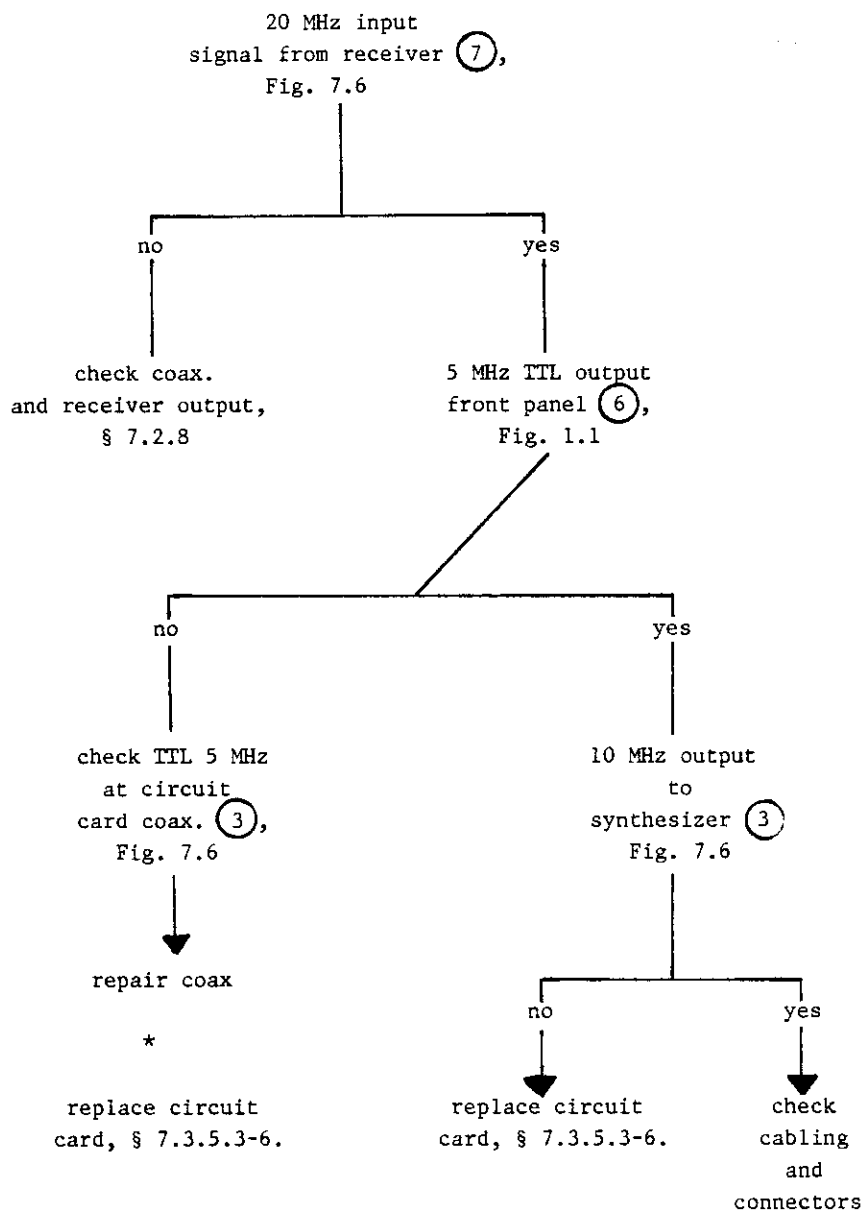 20 MHz input
signal from receiver 7,
Fig. 7.6
no
yes
check coax.
and receiver output,
§ 7.2.8
5 MHz TTL output
front panel 6,
Fig. 1.1
no
yes
check TTL 5 MHz
at circuit
card coax. 3,
Fig. 7.6
10 MHz output
to
synthesizer 3
Fig. 7.6
repair coax
*
replace circuit
card, § 7.3.5.3-6.
no
yes
replace circuit
card, § 7.3.5.3-6.
check
cabling
and
connectors